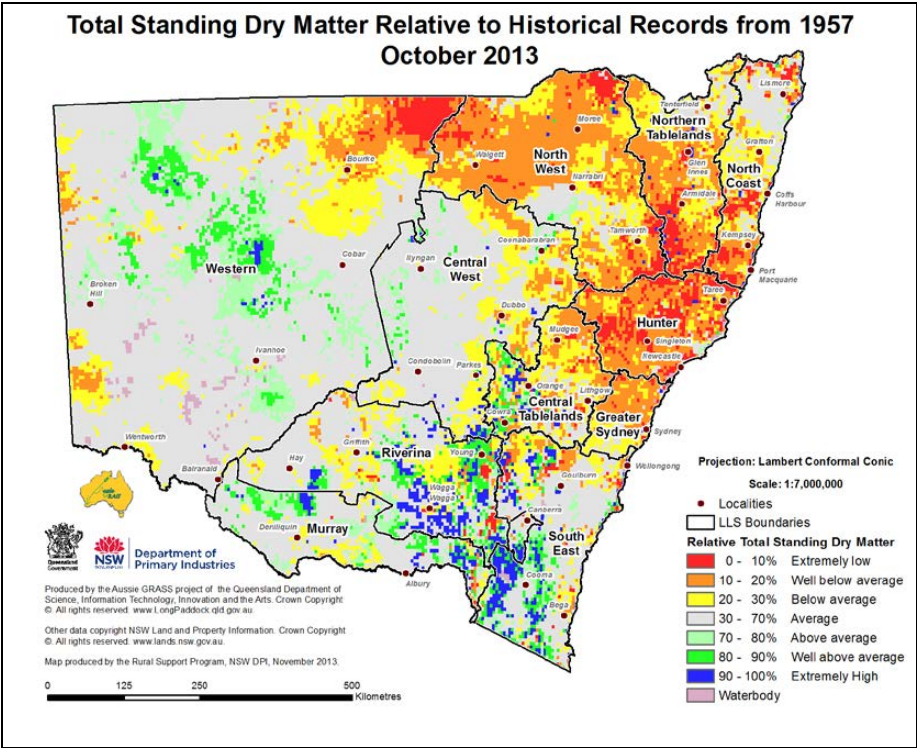 Total Standing Dry Matter Relative to Historical Records from 1957
October 2013
Lismore
Tenterfield
Northern
Tablelands
Moree
Grafton
Glen
Innes
North
West
Walgett
Bourke
North
Coast
Narrabri
Armidale
Coffs
Harbour
Tamworth
Kempsey
Coonabarabran
Cobar
Nyngan
Central
West
Western
Port
Macquarie
Broken
Hill
Taree
Dubbo
Hunter
Mudgee
Singleton
Newcastle
Ivanhoe
Condobolin
Parkes
Orange
Lithgow
Central
Tablelands
Cowra
Greater
Sydney
Sydney
Wentworth
Griffith
Riverina
Young
Hay
Balranald
Goulburn
Wollongong
Wagga
Wagga
Canberra
Deniliquin
Murray
South
East
Albury
Cooma
Bega
Projection: Lambert Conformal Conic
Scale: 1:7,000,000
Localities
LLS Boundaries
Relative Total Standing Dry Matter
0 - 10% Extremely low
10 - 20% Well below average
20 - 30% Below average
30 - 70% Average
70 - 80% Above average
80 - 90% Well above average
90 - 100% Extremely High
Waterbody
Queensland
Government
NSW
Department of
Primary Industries
Produced by the Aussie GRASS project of the Queensland Department of
Science, Information Technology, Innovation and the Arts. Crown Copyright
© All rights reserved. www.LongPaddock.qld.gov.au.
Other data copyright NSW Land and Property Information. Crown Copyright
© All rights reserved. www.lands.nsw.gov.au.
Map produced by the Rural Support Program, NSW DPI, November 2013.
0 125 250 500
Kilometres